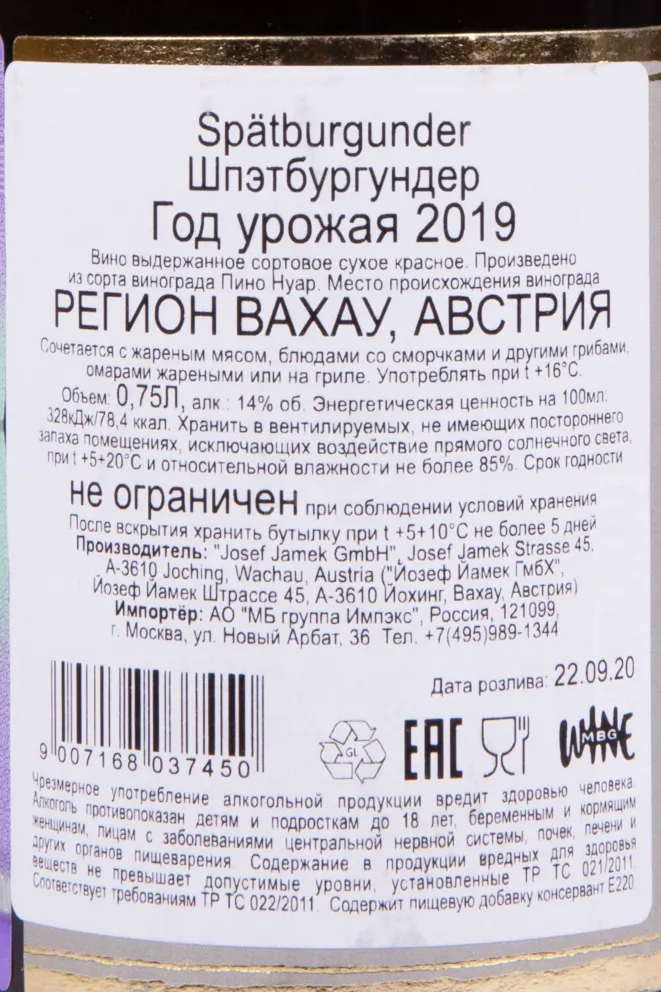 Spätburgunder
Шпэтбургундер
Год урожая 2019
Вино выдержанное сортовое сухое красное. Произведено
из сорта винограда Пино Нуар. Место происхождения винограда
РЕГИОН ВАХАУ, АВСТРИЯ
Сочетается с жареным мясом, блюдами со сморчками и другими грибами,
омарами жареными или на гриле. Употреблять при t +16°C.
Объем: 0,75Л, алк.: 14% об. Энергетическая ценность на 100мл:
328кДж/78,4 ккал. Хранить в вентилируемых, не имеющих постороннего
запаха помещениях, исключающих воздействие прямого солнечного света,
при t +5+20°C и относительной влажности не более 85%. Срок годности
не ограничен при соблюдении условий хранения
После вскрытия хранить бутылку при t +5+10°C не более 5 дней
Производитель: "Josef Jamek GmbH", Josef Jamek Strasse 45,
A-3610 Joching, Wachau, Austria ("Йозеф Йамек ГмбХ",
Йозеф Йамек Штрассе 45, А-3610 Йохинг, Вахау, Австрия)
Импортёр: АО "МБ группа Импэкс", Россия, 121099,
г. Москва, ул. Новый Арбат, 36 Тел. +7(495)989-1344
Дата розлива: 22.09.20
9 007168 037450
GL
EAC
WINE
MBG
Чрезмерное употребление алкогольной продукции вредит здоровью человека.
Алкоголь противопоказан детям и подросткам до 18 лет, беременным и кормящим
женщинам, лицам с заболеваниями центральной нервной системы, почек, печени и
других органов пищеварения. Содержание в продукции вредных для здоровья
веществ не превышает допустимые уровни, установленные ТР ТС 021/2011.
Соответствует требованиям ТР ТС 022/2011. Содержит пищевую добавку консервант Е220